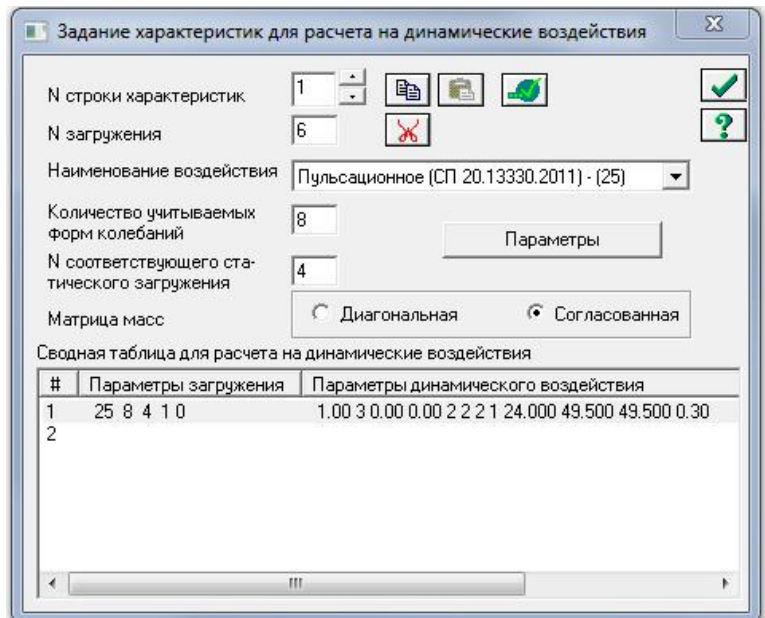 Задание характеристик для расчета на динамические воздействия
N строки характеристик 1
N загружения 6
Наименование воздействия Пульсационное (СП 20.13330.2011) - (25)
Количество учитываемых
форм колебаний 8
Параметры
N соответствующего ста-
тического загружения 4
Матрица масс Диагональная Согласованная
Сводная таблица для расчета на динамические воздействия
# Параметры загружения Параметры динамического воздействия
1 25 8 4 1 0 1.00 3 0.00 0.00 2 2 2 1 24.000 49.500 49.500 0.30
2